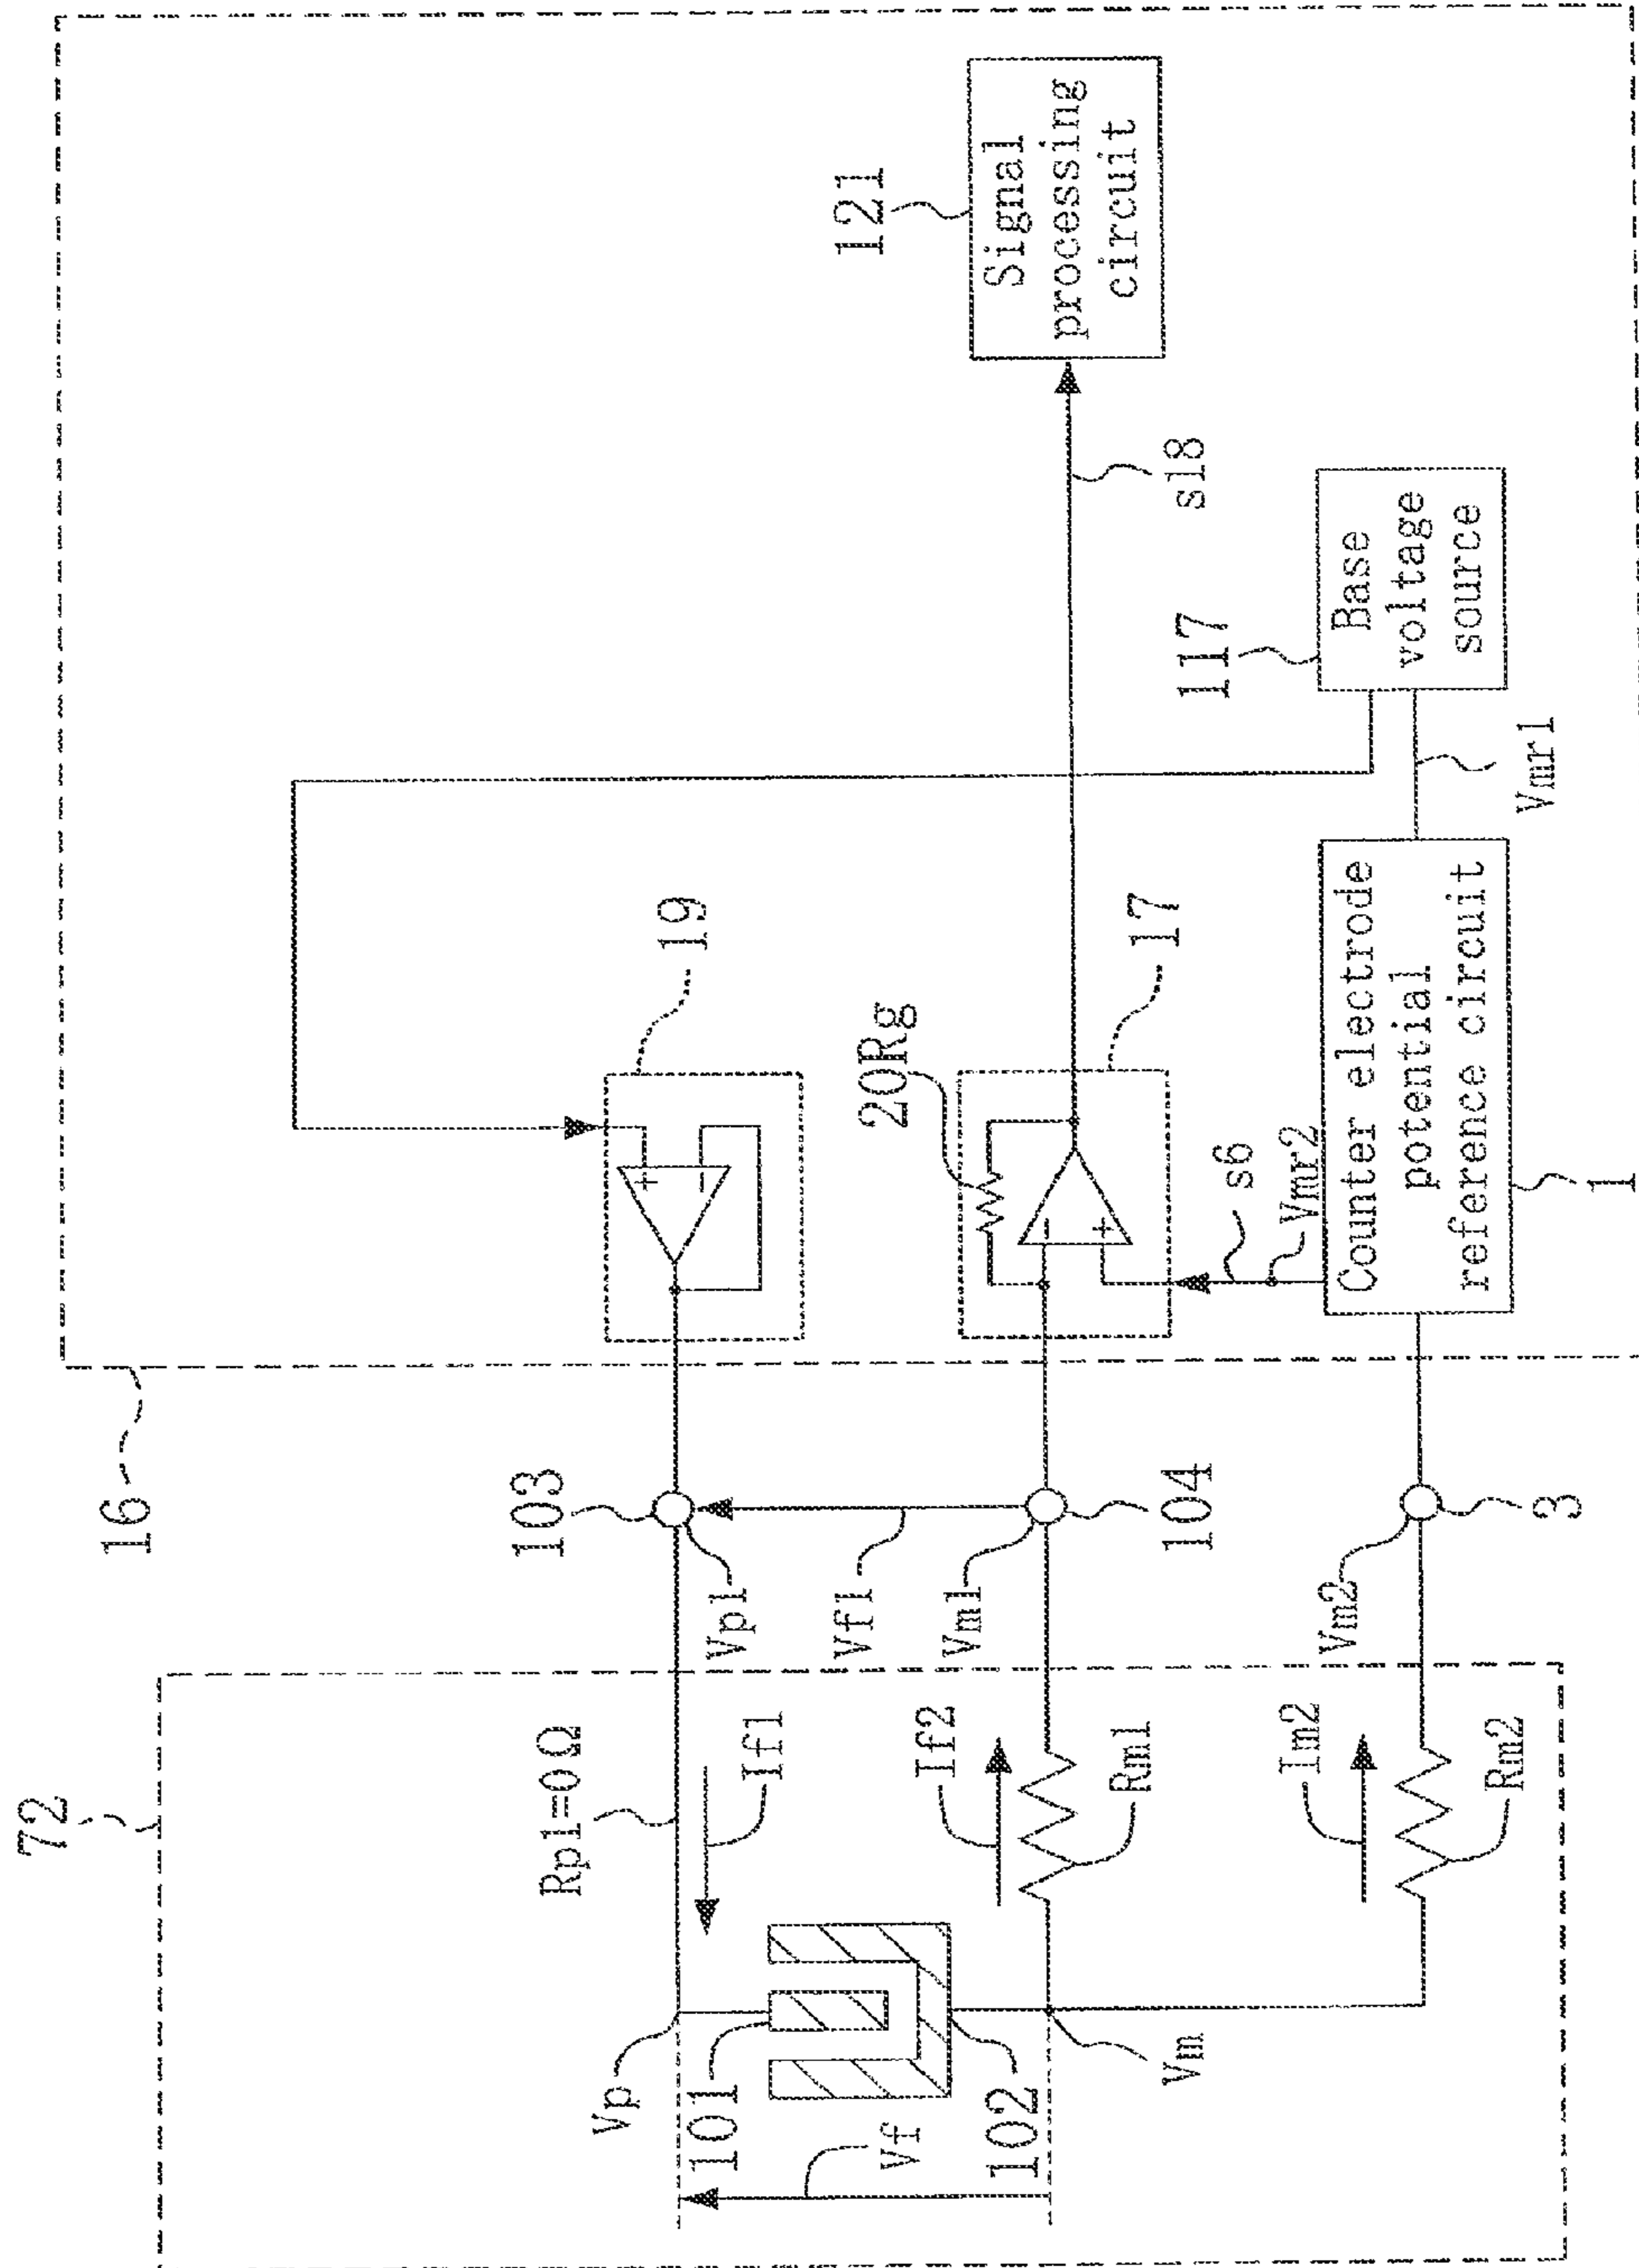 72
16
Rp1=0Ω
Vp
101
If1
Vf
102
If2
Vm
Rm1
Im2
Rm2
103
Vp1
Vf1
Vm1
104
Vm2
3
19
20Rg
17
s6
Vmr2
Counter electrode
potential
reference circuit
1
Vmr1
117
Base
voltage
source
s18
121
Signal
processing
circuit